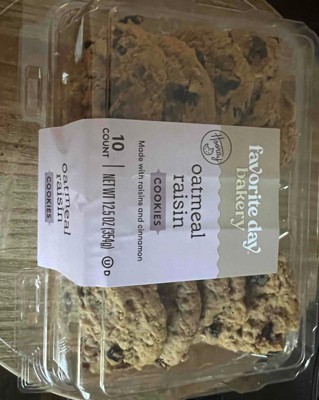 favorite day
bakery
Hooray
oatmeal
raisin
COOKIES
Made with raisins and cinnamon
10
COUNT
NET WT 12.5 OZ (354g)
U D
oatmeal
raisin
COOKIES